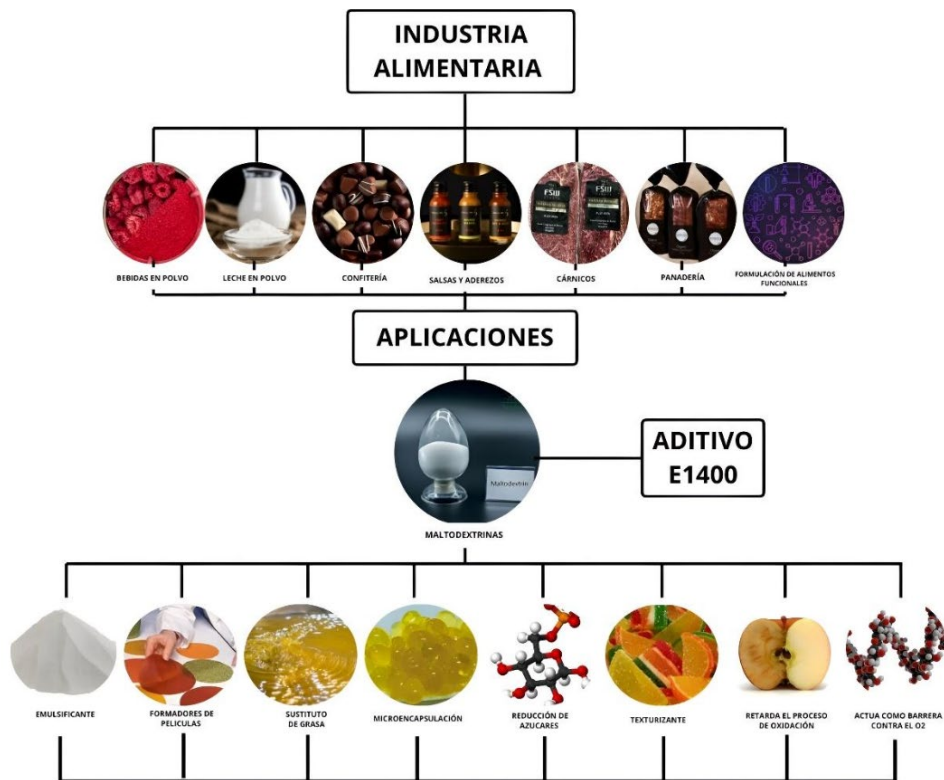 INDUSTRIA
ALIMENTARIA
BEBIDAS EN POLVO
LECHE EN POLVO
CONFITERÍA
SALSAS Y ADEREZOS
CÁRNICOS
PANADERÍA
FORMULACIÓN DE ALIMENTOS
FUNCIONALES
APLICACIONES
Maltodextrin
ADITIVO
E1400
MALTODEXTRINAS
EMULSIFICANTE
FORMADORES DE
PELICULAS
SUSTITUTO
DE GRASA
MICROENCAPSULACIÓN
REDUCCIÓN DE
AZUCARES
TEXTURIZANTE
RETARDA EL PROCESO
DE OXIDACIÓN
ACTUA COMO BARRERA
CONTRA EL O2